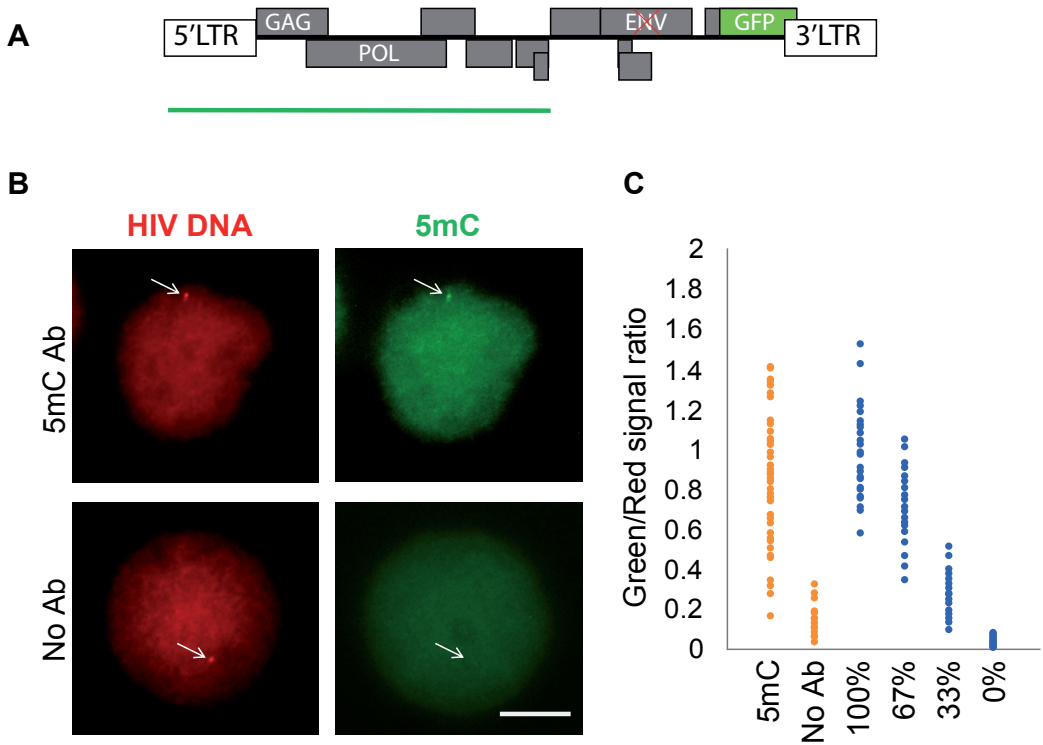 A
5'LTR
GAG
ENV
GFP
3'LTR
POL
B
HIV DNA
5mC
5mC Ab
No Ab
C
Green/Red signal ratio
2
1.8
1.6
1.4
1.2
1
0.8
0.6
0.4
0.2
0
5mC
No Ab
100%
67%
33%
0%